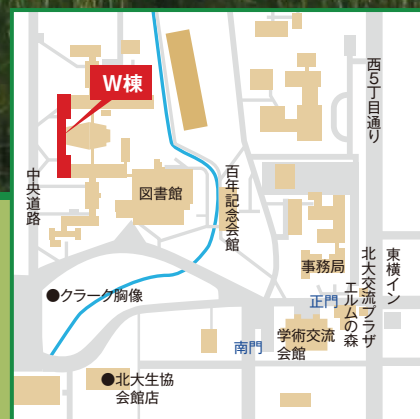 W棟
西5丁目通り
中央道路
図書館
百年記念会館
事務局
北大交流プラザ
エルムの森
東横イン
●クラーク胸像
正門
南門
学術交流
会館
●北大生協
会館店